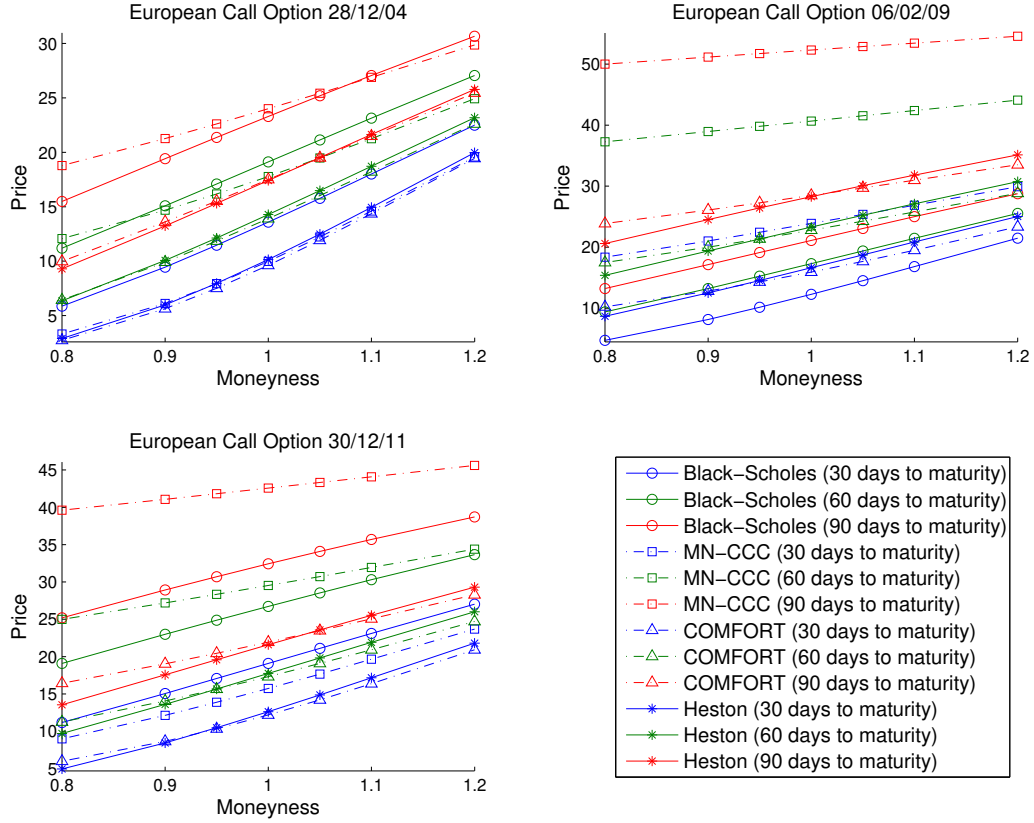 European Call Option 28/12/04
30
25
20
15
10
5
Price
0.8 0.9 1 1.1 1.2
Moneyness
European Call Option 06/02/09
50
40
30
20
10
Price
0.8 0.9 1 1.1 1.2
Moneyness
European Call Option 30/12/11
45
40
35
30
25
20
15
10
5
Price
0.8 0.9 1 1.1 1.2
Moneyness
Black−Scholes (30 days to maturity)
Black−Scholes (60 days to maturity)
Black−Scholes (90 days to maturity)
MN−CCC (30 days to maturity)
MN−CCC (60 days to maturity)
MN−CCC (90 days to maturity)
COMFORT (30 days to maturity)
COMFORT (60 days to maturity)
COMFORT (90 days to maturity)
Heston (30 days to maturity)
Heston (60 days to maturity)
Heston (90 days to maturity)